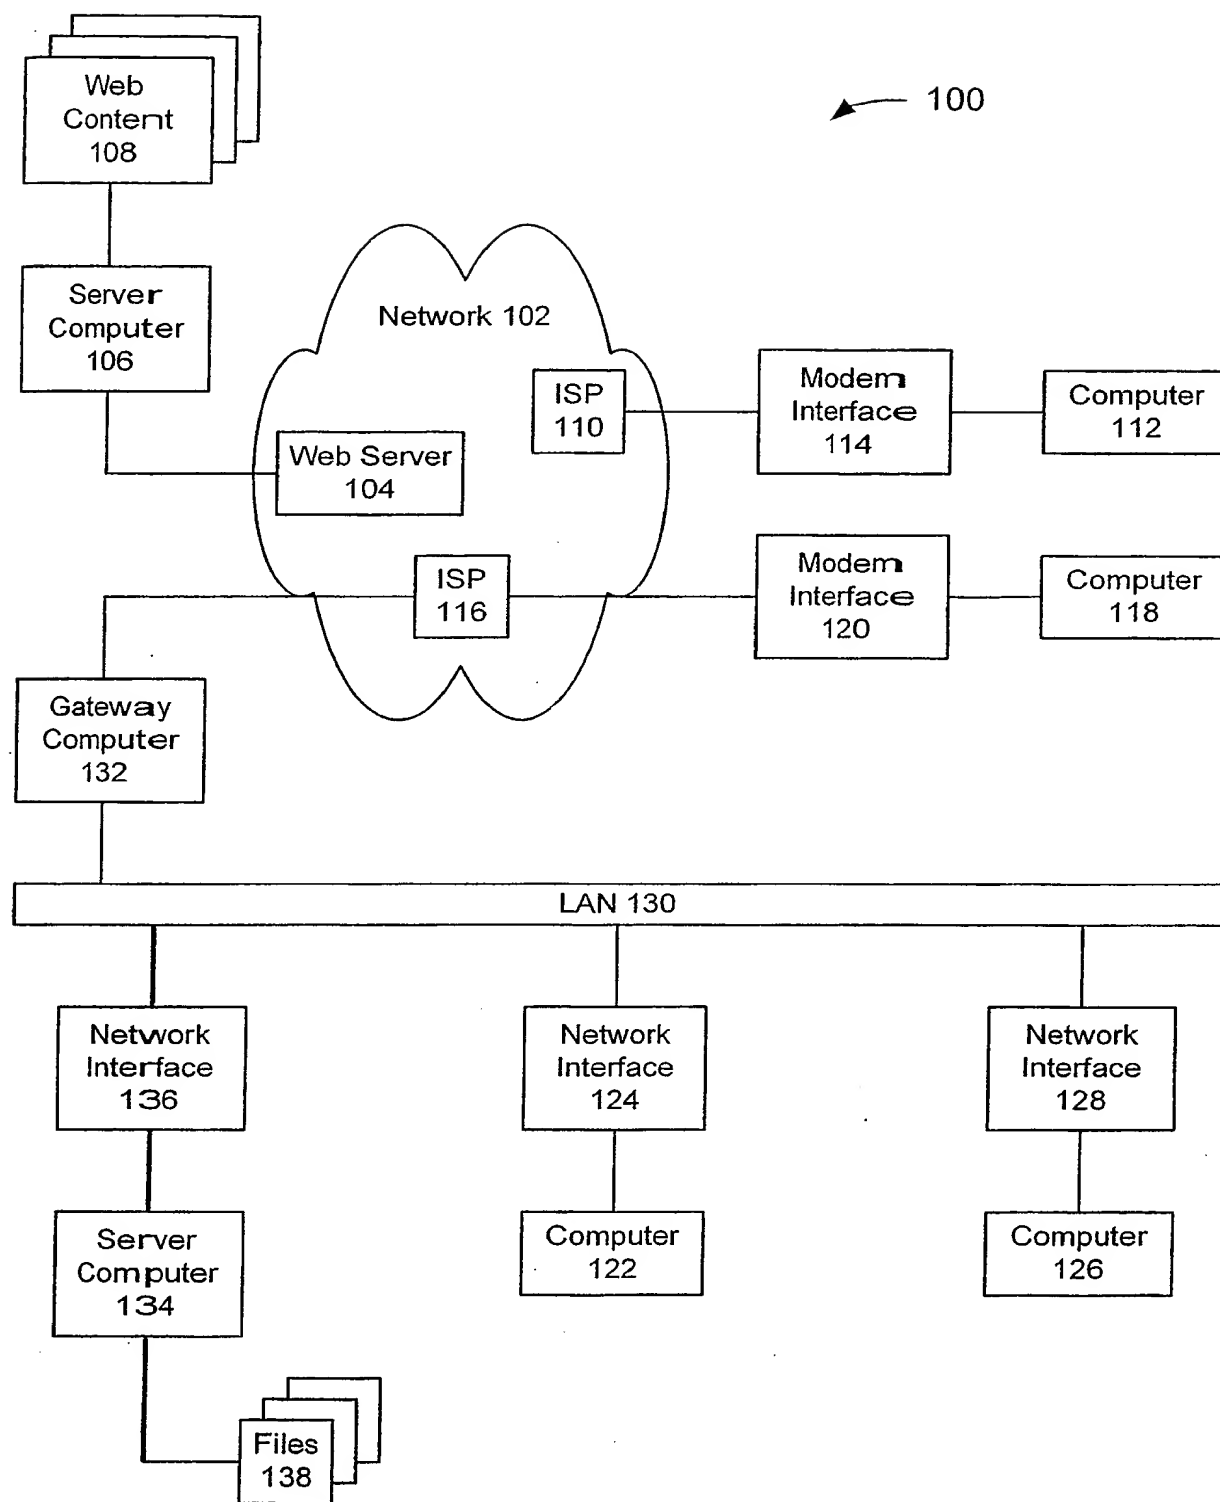 Web
Content
108
100
Server
Computer
106
Network 102
ISP
110
Modem
Interface
114
Computer
112
Web Server
104
ISP
116
Modem
Interface
120
Computer
118
Gateway
Computer
132
LAN 130
Network
Interface
136
Network
Interface
124
Network
Interface
128
Server
Computer
134
Computer
122
Computer
126
Files
138